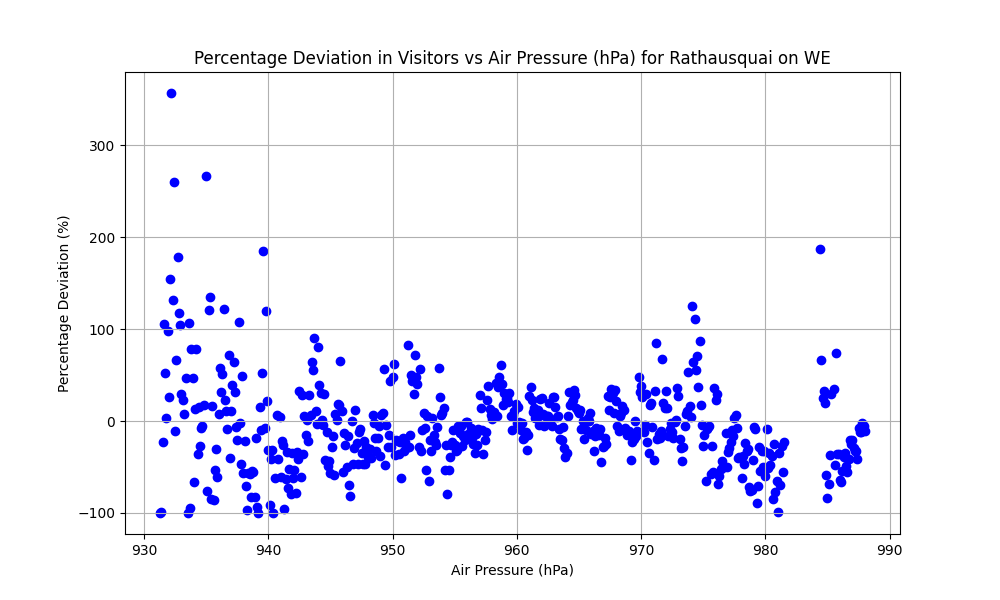 Percentage Deviation in Visitors vs Air Pressure (hPa) for Rathausquai on WE
Percentage Deviation (%)
300
200
100
0
−100
930 940 950 960 970 980 990
Air Pressure (hPa)